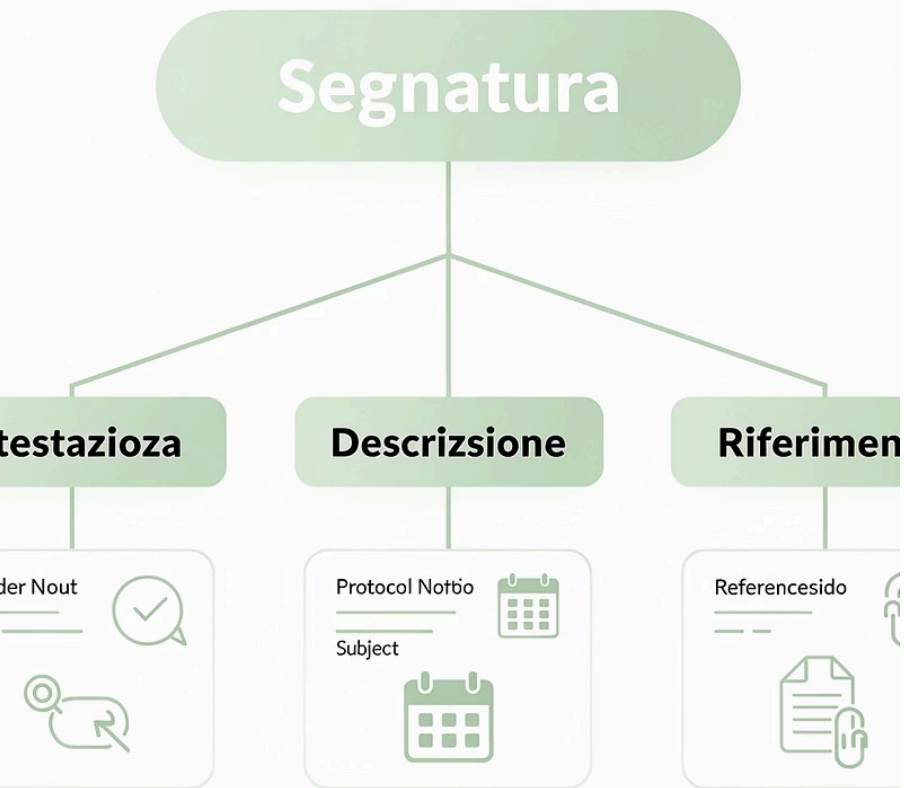 Segnatura
testazioza
Descrizsione
Riferimen
der Nout
Protocol Nottio
Subject
Referencesido